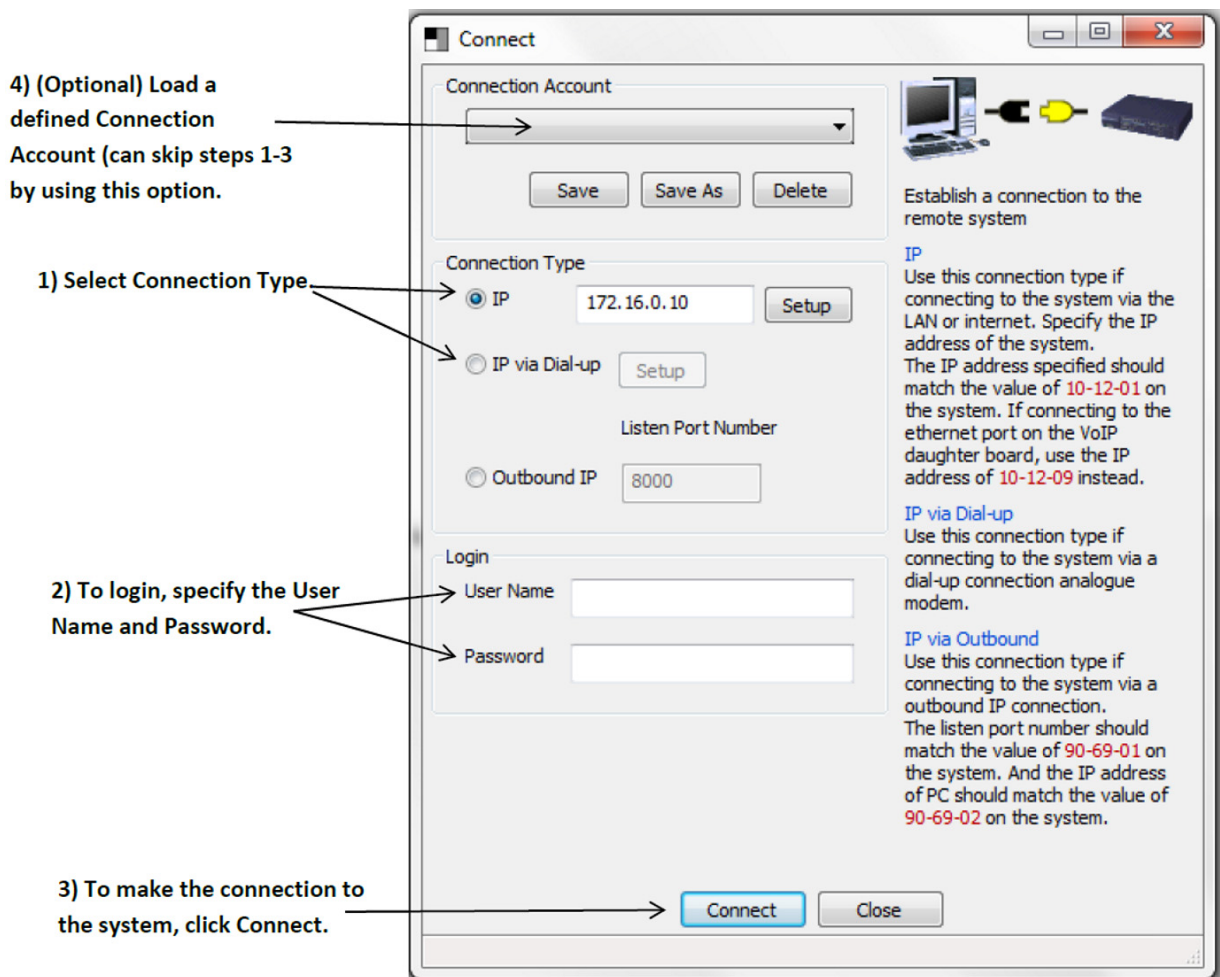 Connect
4) (Optional) Load a
defined Connection
Account (can skip steps 1-3
by using this option.
Connection Account
Save
Save As
Delete
1) Select Connection Type.
Connection Type
IP
172.16.0.10
Setup
IP via Dial-up
Setup
Listen Port Number
Outbound IP
8000
2) To login, specify the User
Name and Password.
Login
User Name
Password
Establish a connection to the
remote system
IP
Use this connection type if
connecting to the system via the
LAN or internet. Specify the IP
address of the system.
The IP address specified should
match the value of 10-12-01 on
the system. If connecting to the
ethernet port on the VoIP
daughter board, use the IP
address of 10-12-09 instead.
IP via Dial-up
Use this connection type if
connecting to the system via a
dial-up connection analogue
modem.
IP via Outbound
Use this connection type if
connecting to the system via a
outbound IP connection.
The listen port number should
match the value of 90-69-01 on
the system. And the IP address
of PC should match the value of
90-69-02 on the system.
3) To make the connection to
the system, click Connect.
Connect
Close